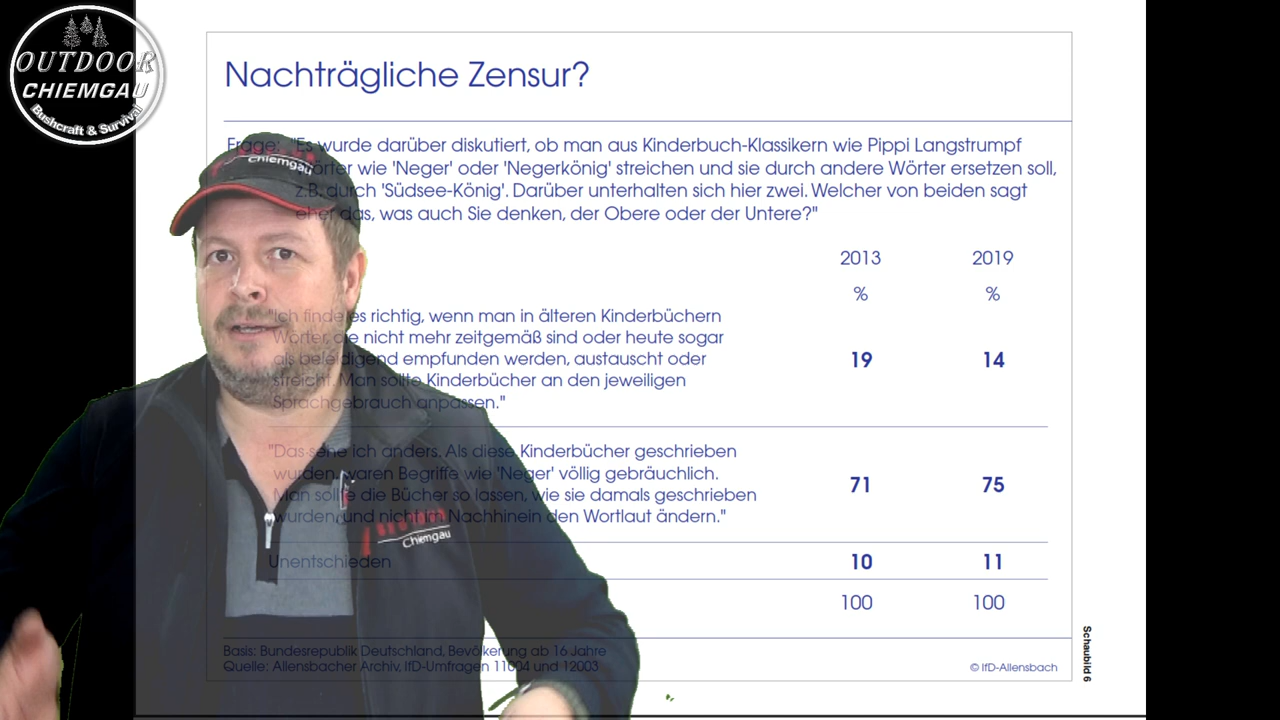 OUTDOOR
CHIEMGAU
Bushcraft & Survival
Nachträgliche Zensur?
Frage: "Es wurde darüber diskutiert, ob man aus Kinderbuch-Klassikern wie Pippi Langstrumpf
Wörter wie 'Neger' oder 'Negerkönig' streichen und sie durch andere Wörter ersetzen soll,
z.B. durch 'Südsee-König'. Darüber unterhalten sich hier zwei. Welcher von beiden sagt
eher das, was auch Sie denken, der Obere oder der Untere?"
2013 2019
% %
"Ich finde es richtig, wenn man in älteren Kinderbüchern
Wörter, die nicht mehr zeitgemäß sind oder heute sogar
als beleidigend empfunden werden, austauscht oder
streicht. Man sollte Kinderbücher an den jeweiligen
Sprachgebrauch anpassen."
19 14
"Das sehe ich anders. Als diese Kinderbücher geschrieben
wurden, waren Begriffe wie 'Neger' völlig gebräuchlich.
Man sollte die Bücher so lassen, wie sie damals geschrieben
wurden, und nicht im Nachhinein den Wortlaut ändern."
71 75
Unentschieden 10 11
100 100
Basis: Bundesrepublik Deutschland, Bevölkerung ab 16 Jahre
Quelle: Allensbacher Archiv, IfD-Umfragen 11004 und 12003
© IfD-Allensbach
Schaubild 6
Chiemgau
Chiemgau